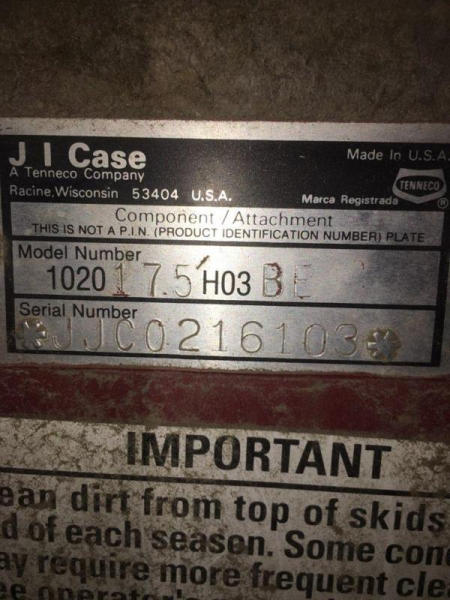 J I Case
A Tenneco Company
Made In U.S.A.
Racine, Wisconsin 53404 U.S.A.
TENNECO
Marca Registrada ®
Component / Attachment
THIS IS NOT A P.I.N. (PRODUCT IDENTIFICATION NUMBER) PLATE
Model Number
1020 17.5' H03 BE
Serial Number
JJC0216103
IMPORTANT
ean dirt from top of skids
d of each season. Some con
ay require more frequent cle
ee operator's